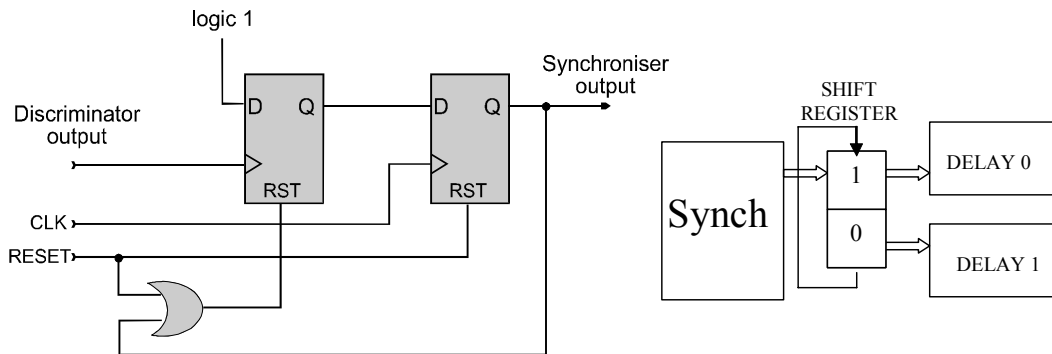 logic 1
Discriminator
output
D Q
RST
D Q
RST
Synchroniser
output
CLK
RESET
SHIFT
REGISTER
Synch
1
0
DELAY 0
DELAY 1